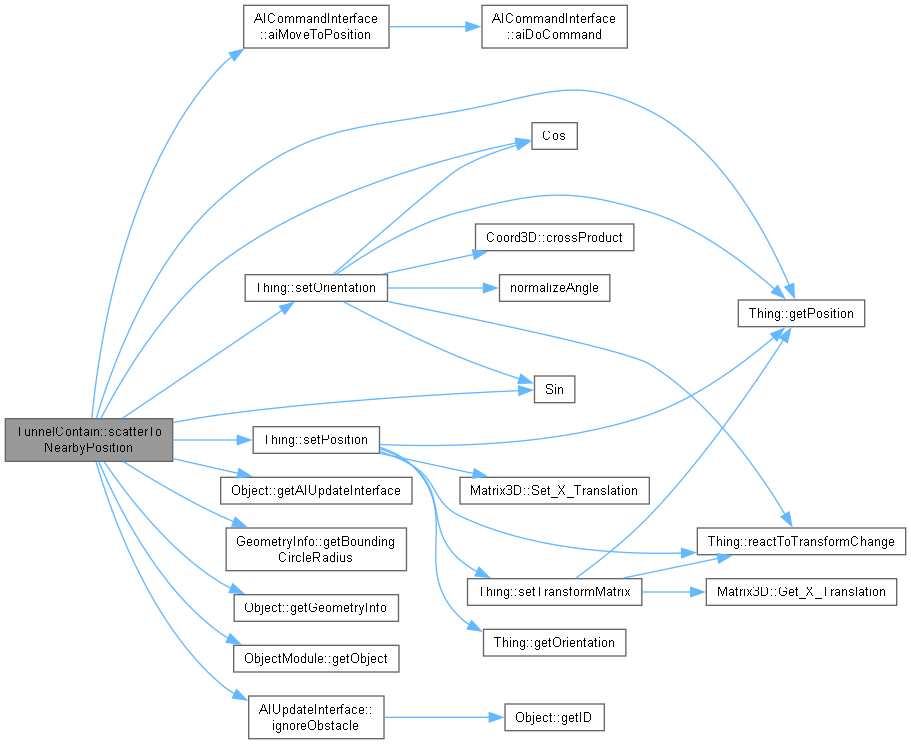 AICommandInterface
::aiMoveToPosition
AICommandInterface
::aiDoCommand
Cos
Coord3D::crossProduct
Thing::setOrientation
normalizeAngle
Thing::getPosition
Sin
TunnelContain::scatterTo
NearbyPosition
Thing::setPosition
Object::getAIUpdateInterface
Matrix3D::Set_X_Translation
GeometryInfo::getBounding
CircleRadius
Thing::reactToTransformChange
Thing::setTransformMatrix
Matrix3D::Get_X_Translation
Object::getGeometryInfo
Thing::getOrientation
ObjectModule::getObject
AIUpdateInterface::
ignoreObstacle
Object::getID